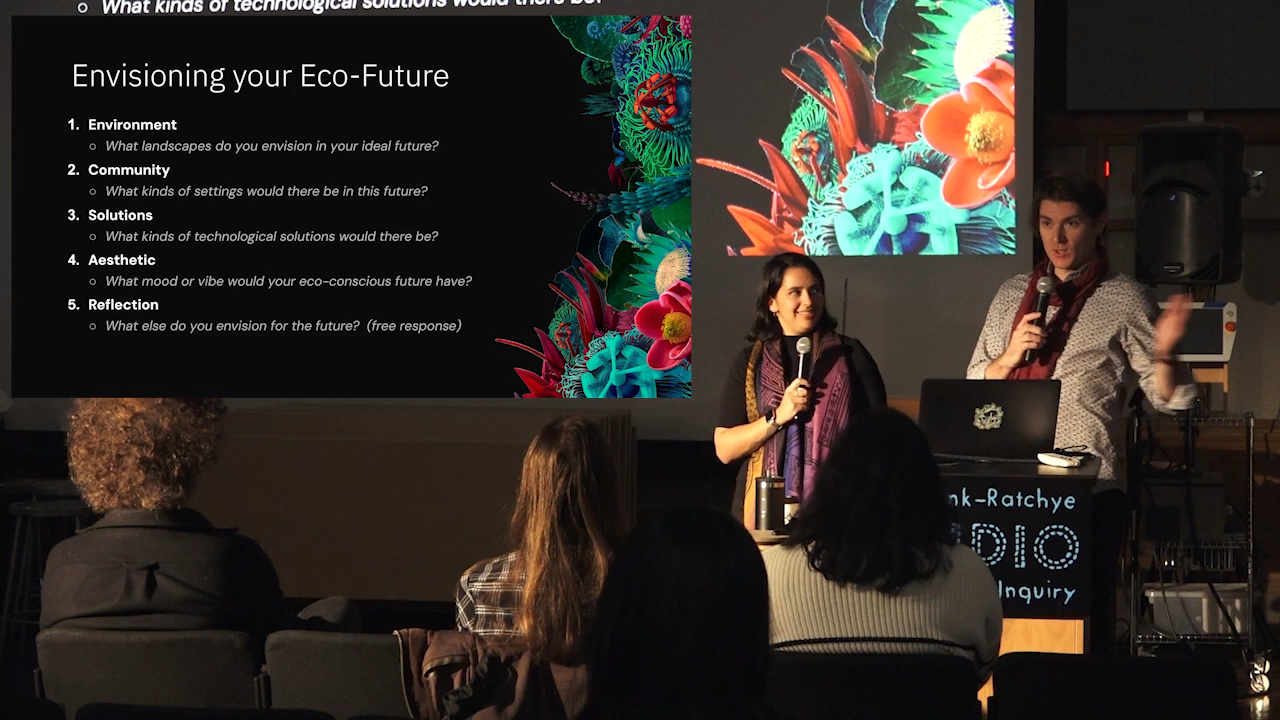 What kinds of technological solutions would there be?
Envisioning your Eco-Future
1. Environment
○ What landscapes do you envision in your ideal future?
2. Community
○ What kinds of settings would there be in this future?
3. Solutions
○ What kinds of technological solutions would there be?
4. Aesthetic
○ What mood or vibe would your eco-conscious future have?
5. Reflection
○ What else do you envision for the future? (free response)
nk-Ratchye
DIO
Inquiry